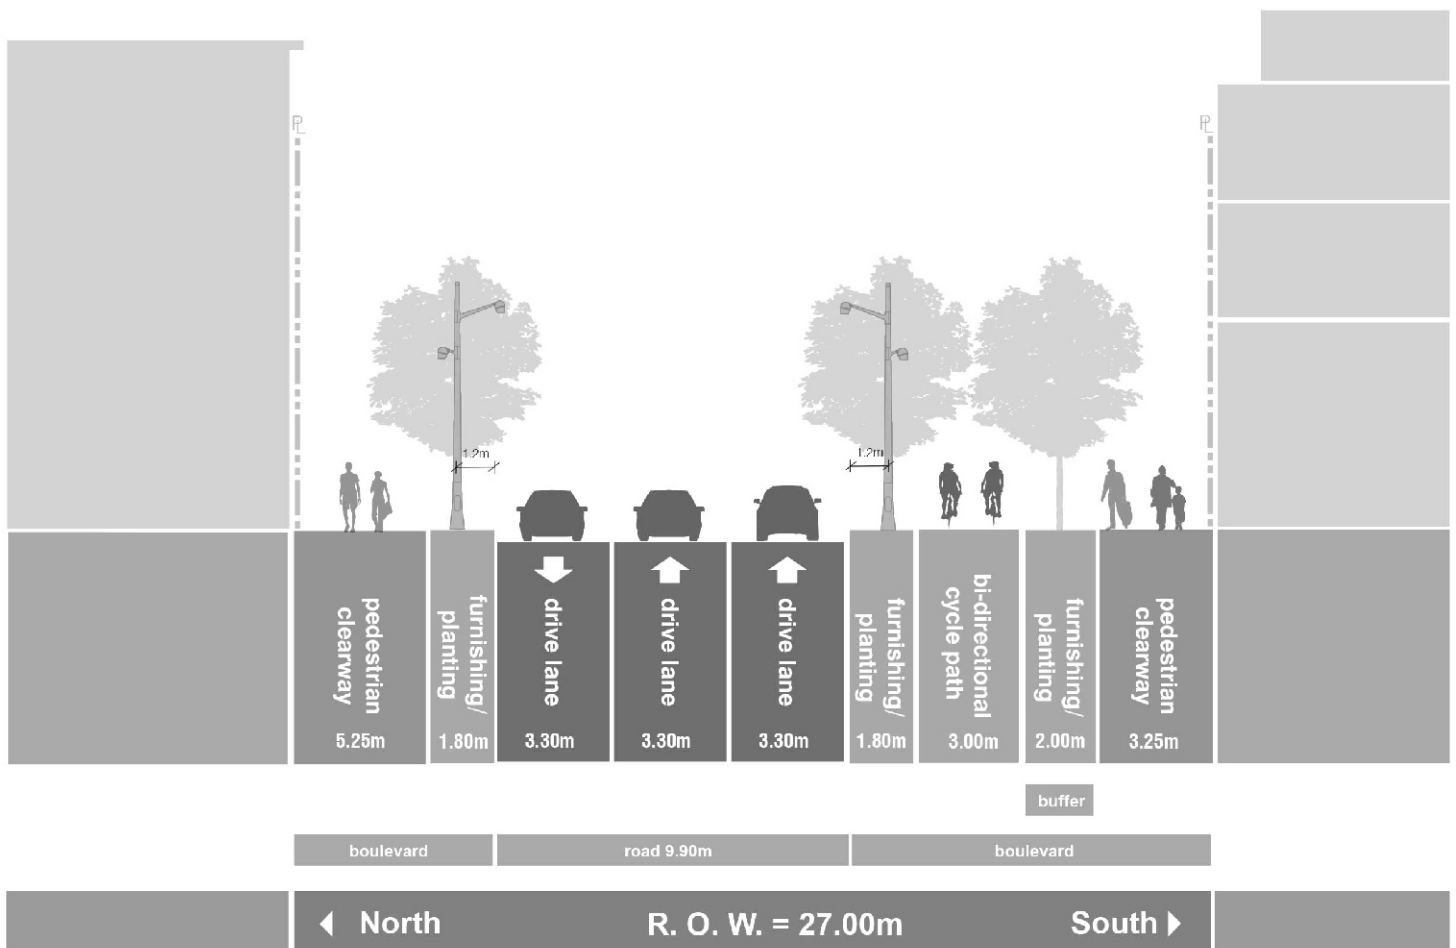 PL
PL
1.2m
1.2m
pedestrian
clearway
5.25m
furnishing/
planting
1.80m
drive lane
3.30m
drive lane
3.30m
drive lane
3.30m
furnishing/
planting
1.80m
bi-directional
cycle path
3.00m
furnishing/
planting
2.00m
pedestrian
clearway
3.25m
buffer
boulevard
road 9.90m
boulevard
North
R. O. W. = 27.00m
South